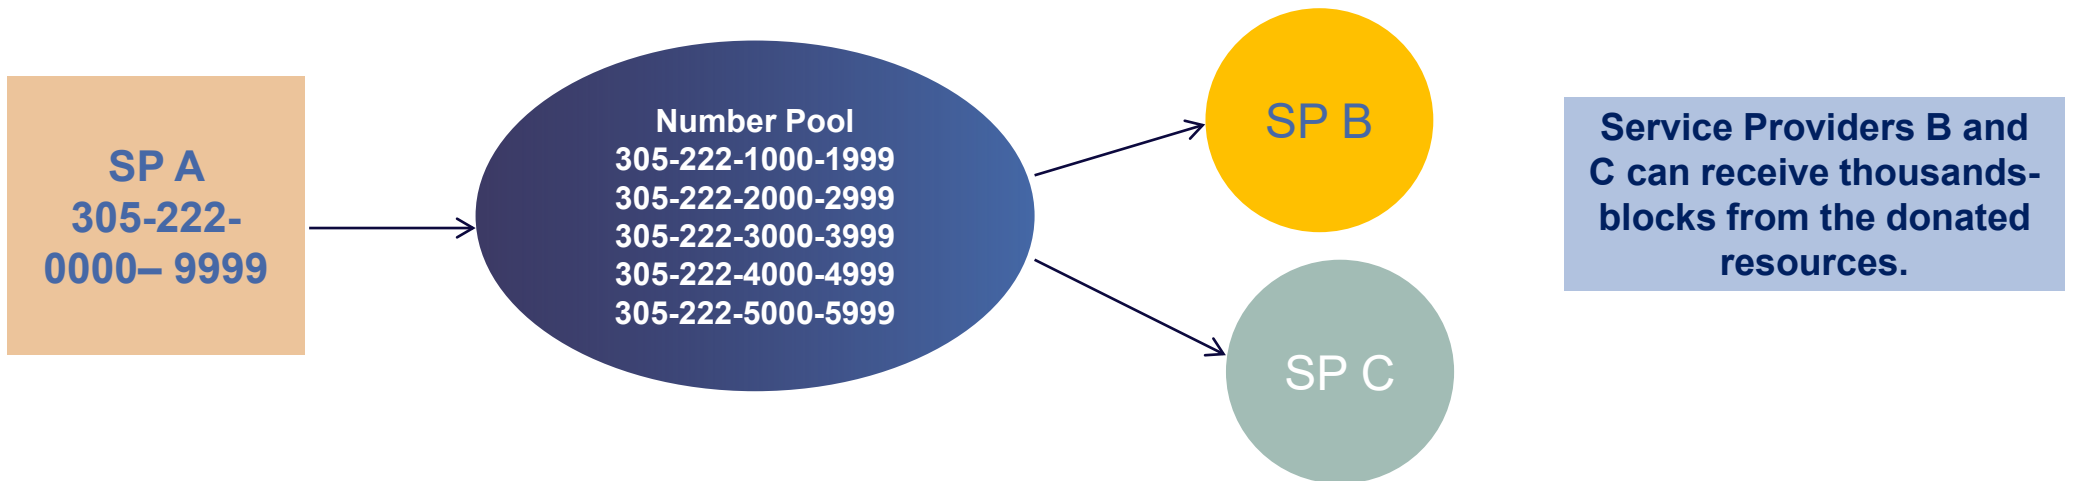 SP A
305-222-
0000– 9999
Number Pool
305-222-1000-1999
305-222-2000-2999
305-222-3000-3999
305-222-4000-4999
305-222-5000-5999
SP B
SP C
Service Providers B and
C can receive thousands-
blocks from the donated
resources.